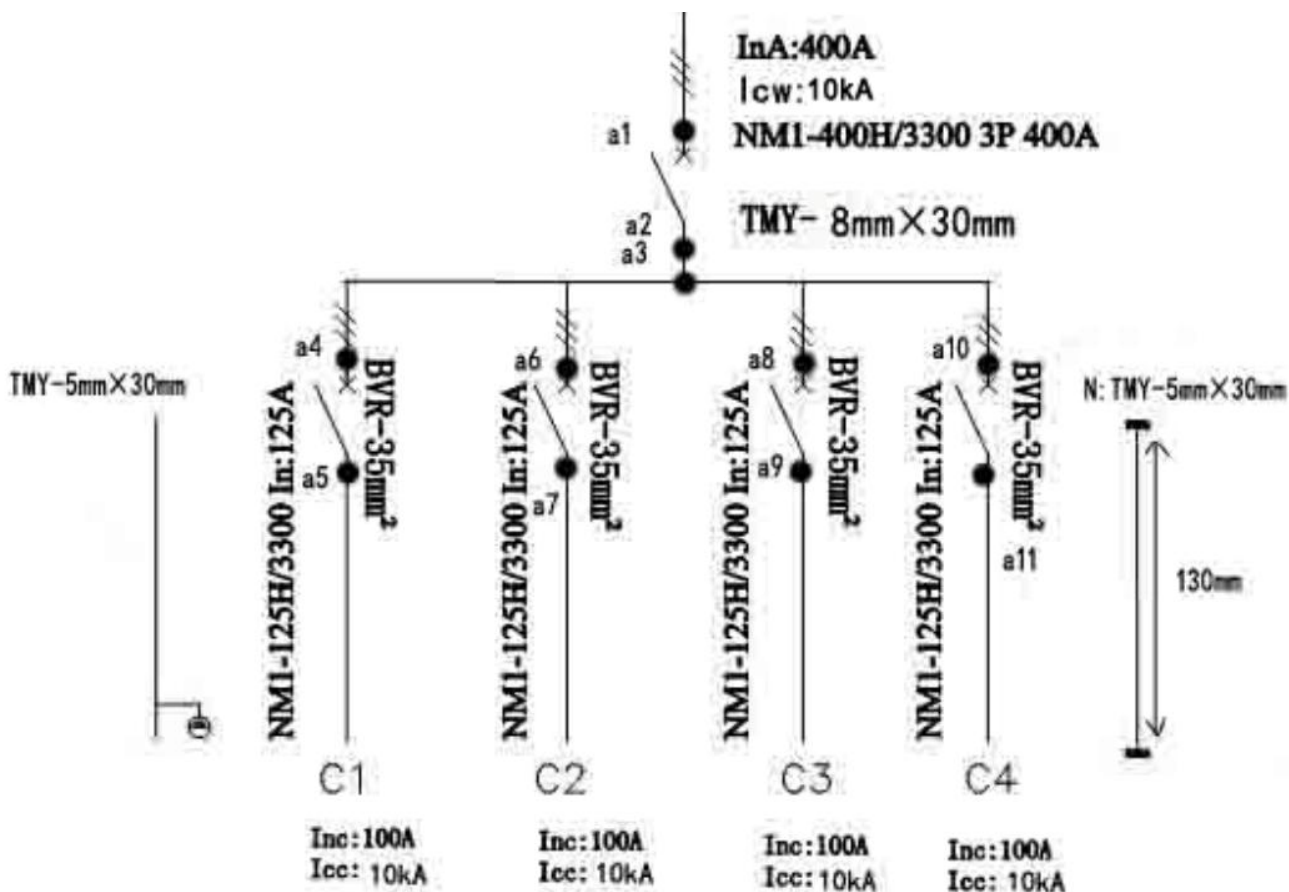 InA:400A
Icw:10kA
a1
NM1-400H/3300 3P 400A
a2
TMY- 8mm×30mm
a3
a4
a6
a8
a10
TMY-5mm×30mm
N:TMY-5mm×30mm
NM1-125H/3300 In:125A
BVR-35mm²
NM1-125H/3300 In:125A
BVR-35mm²
NM1-125H/3300 In:125A
BVR-35mm²
NM1-125H/3300 In:125A
BVR-35mm²
a5
a7
a9
a11
130mm
C1
C2
C3
C4
Inc:100A
Icc: 10kA
Inc:100A
Icc: 10kA
Inc:100A
Icc:10kA
Inc:100A
Icc: 10kA